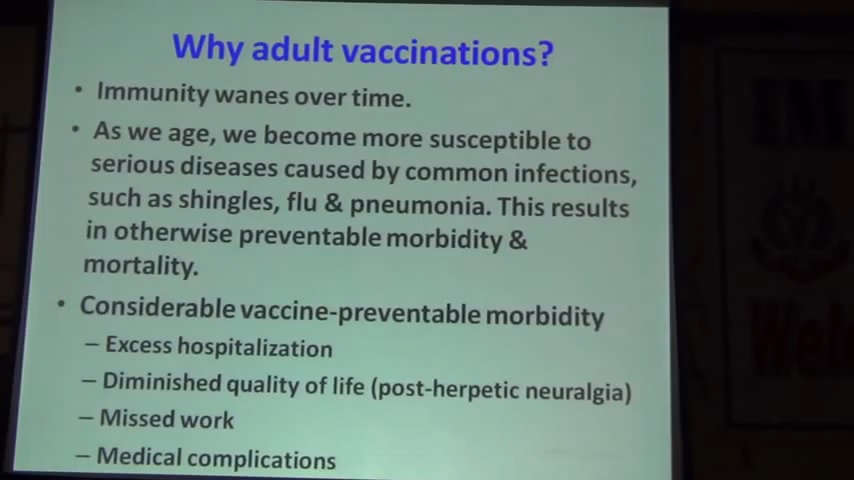 Why adult vaccinations?
• Immunity wanes over time.
• As we age, we become more susceptible to
serious diseases caused by common infections,
such as shingles, flu & pneumonia. This results
in otherwise preventable morbidity &
mortality.
• Considerable vaccine-preventable morbidity
– Excess hospitalization
– Diminished quality of life (post-herpetic neuralgia)
– Missed work
– Medical complications